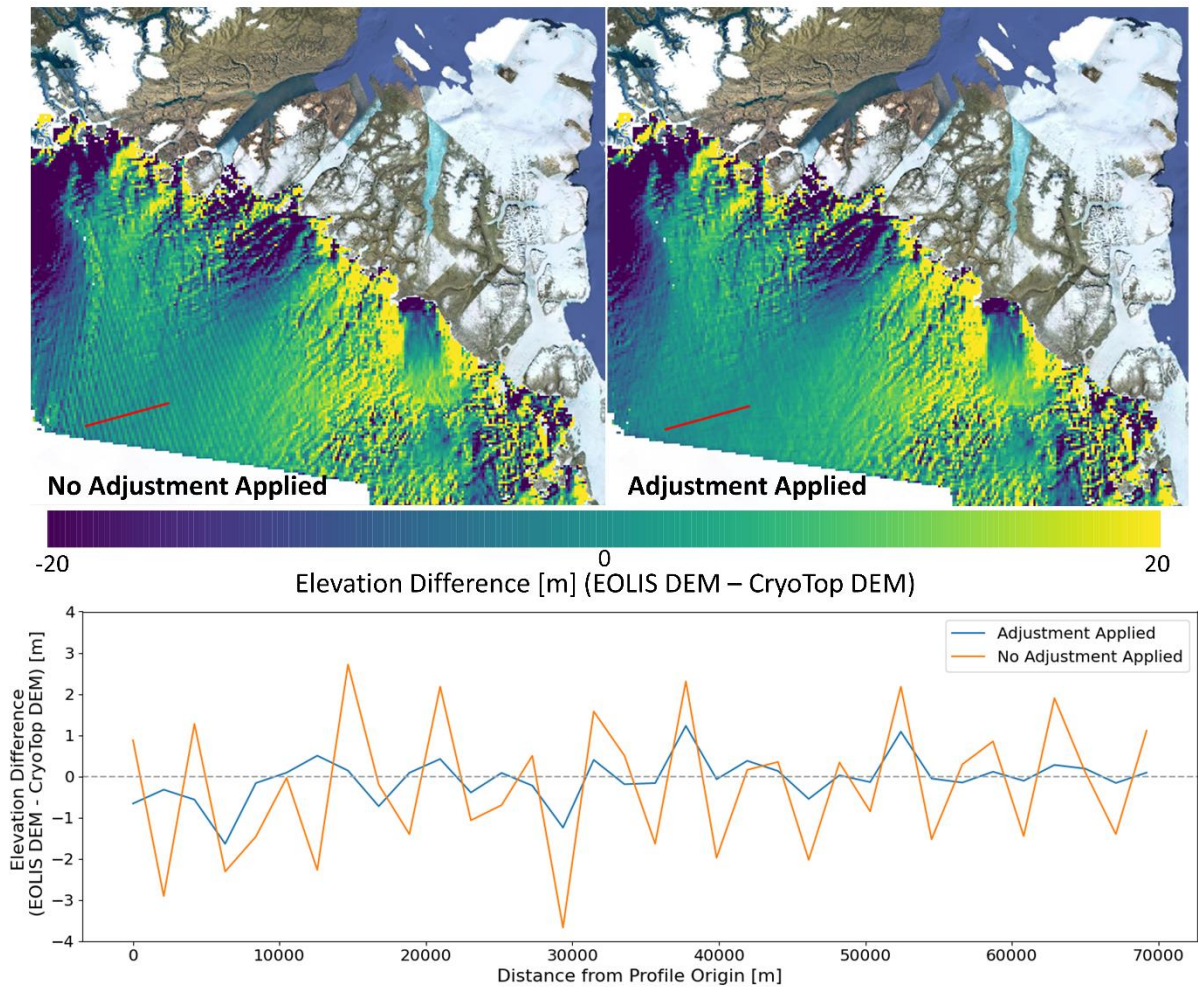 No Adjustment Applied
Adjustment Applied
-20
0
20
Elevation Difference [m] (EOLIS DEM – CryoTop DEM)
4
3
2
1
0
−1
−2
−3
−4
Elevation Difference
(EOLIS DEM - CryoTop DEM) [m]
Adjustment Applied
No Adjustment Applied
0
10000
20000
30000
40000
50000
60000
70000
Distance from Profile Origin [m]